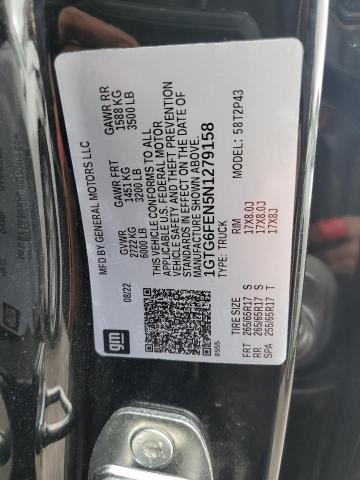 MFD BY GENERAL MOTORS LLC
08/22
GVWR GAWR FRT GAWR RR
2722 KG 1451 KG 1588 KG
6000 LB 3200 LB 3500 LB
THIS VEHICLE CONFORMS TO ALL
APPLICABLE U.S. FEDERAL MOTOR
VEHICLE SAFETY AND THEFT PREVENTION
STANDARDS IN EFFECT ON THE DATE OF
MANUFACTURE SHOWN ABOVE.
1GTG6FEN5N1279158
TYPE: TRUCK
MODEL: 58T2P43
TIRE SIZE RIM
FRT 265/65R17 S 17X8.0J
RR 265/65R17 S 17X8.0J
SPA 255/65R17 T 17X8J
gm